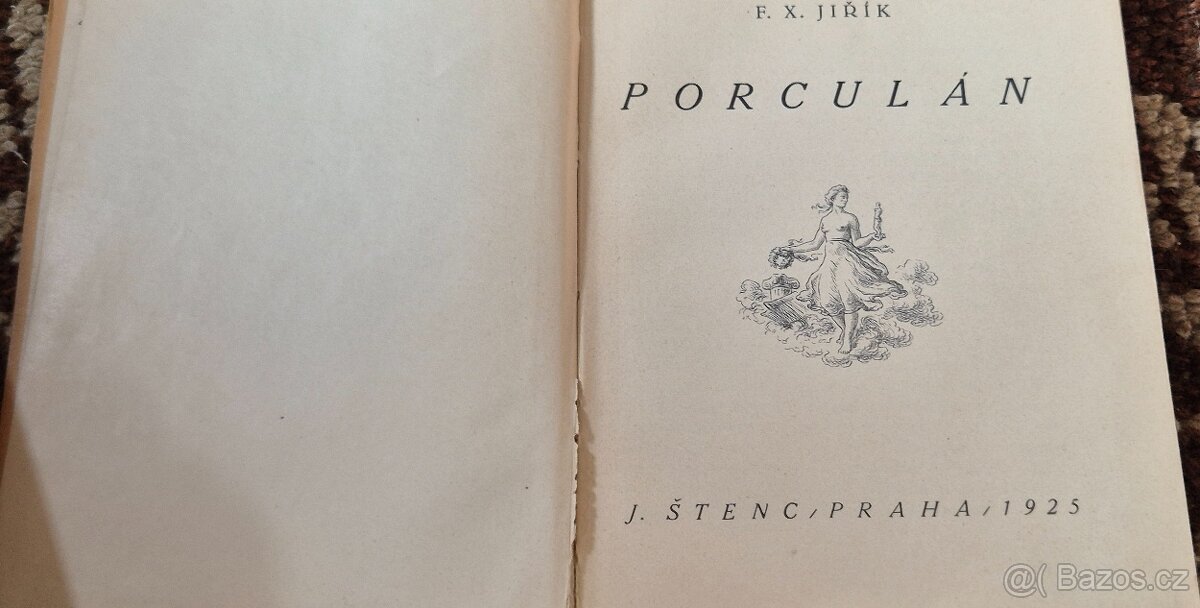 F. X. JIŘÍK
PORCULÁN
J. ŠTENC/PRAHA/1925
@( Bazos.cz